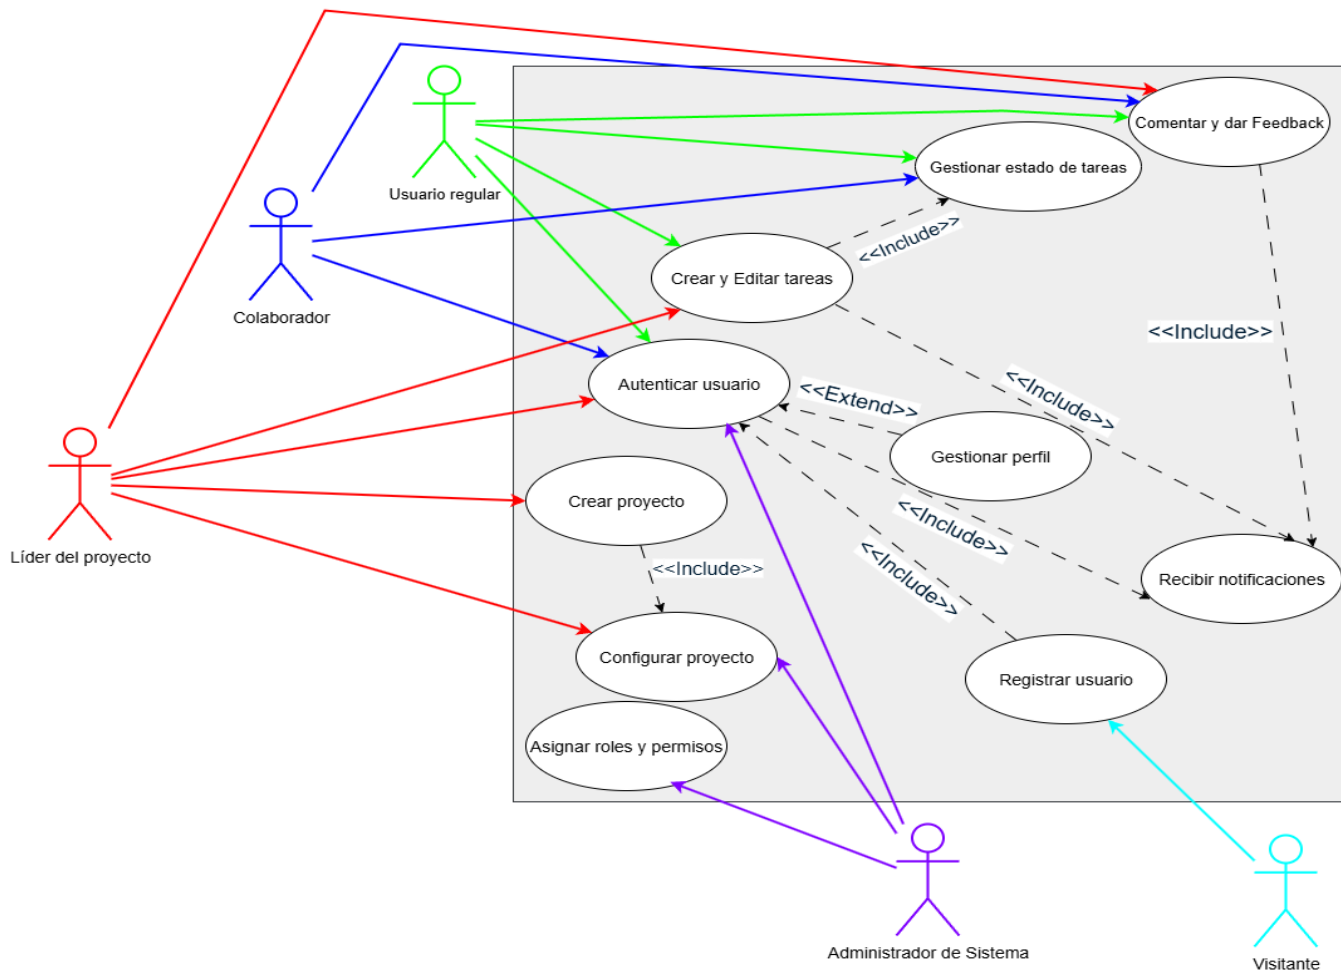 Comentar y dar Feedback
Gestionar estado de tareas
Usuario regular
<<Include>>
Crear y Editar tareas
Colaborador
<<Include>>
Autenticar usuario
<<Extend>>
<<Include>>
Gestionar perfil
Crear proyecto
<<Include>>
Líder del proyecto
<<Include>>
<<Include>>
Recibir notificaciones
Configurar proyecto
Registrar usuario
Asignar roles y permisos
Administrador de Sistema
Visitante